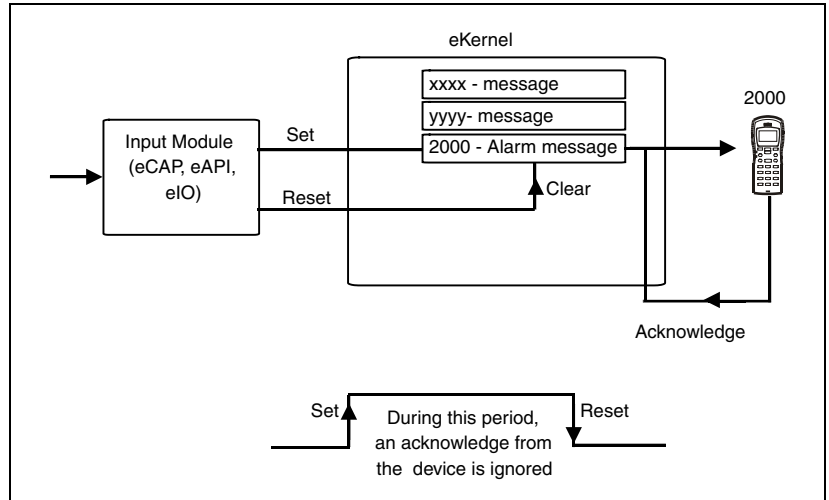 eKernel
xxxx - message
yyyy- message
2000 - Alarm message
2000
Input Module
(eCAP, eAPI,
eIO)
Set
Reset
Clear
Acknowledge
Set
During this period,
an acknowledge from
the device is ignored
Reset